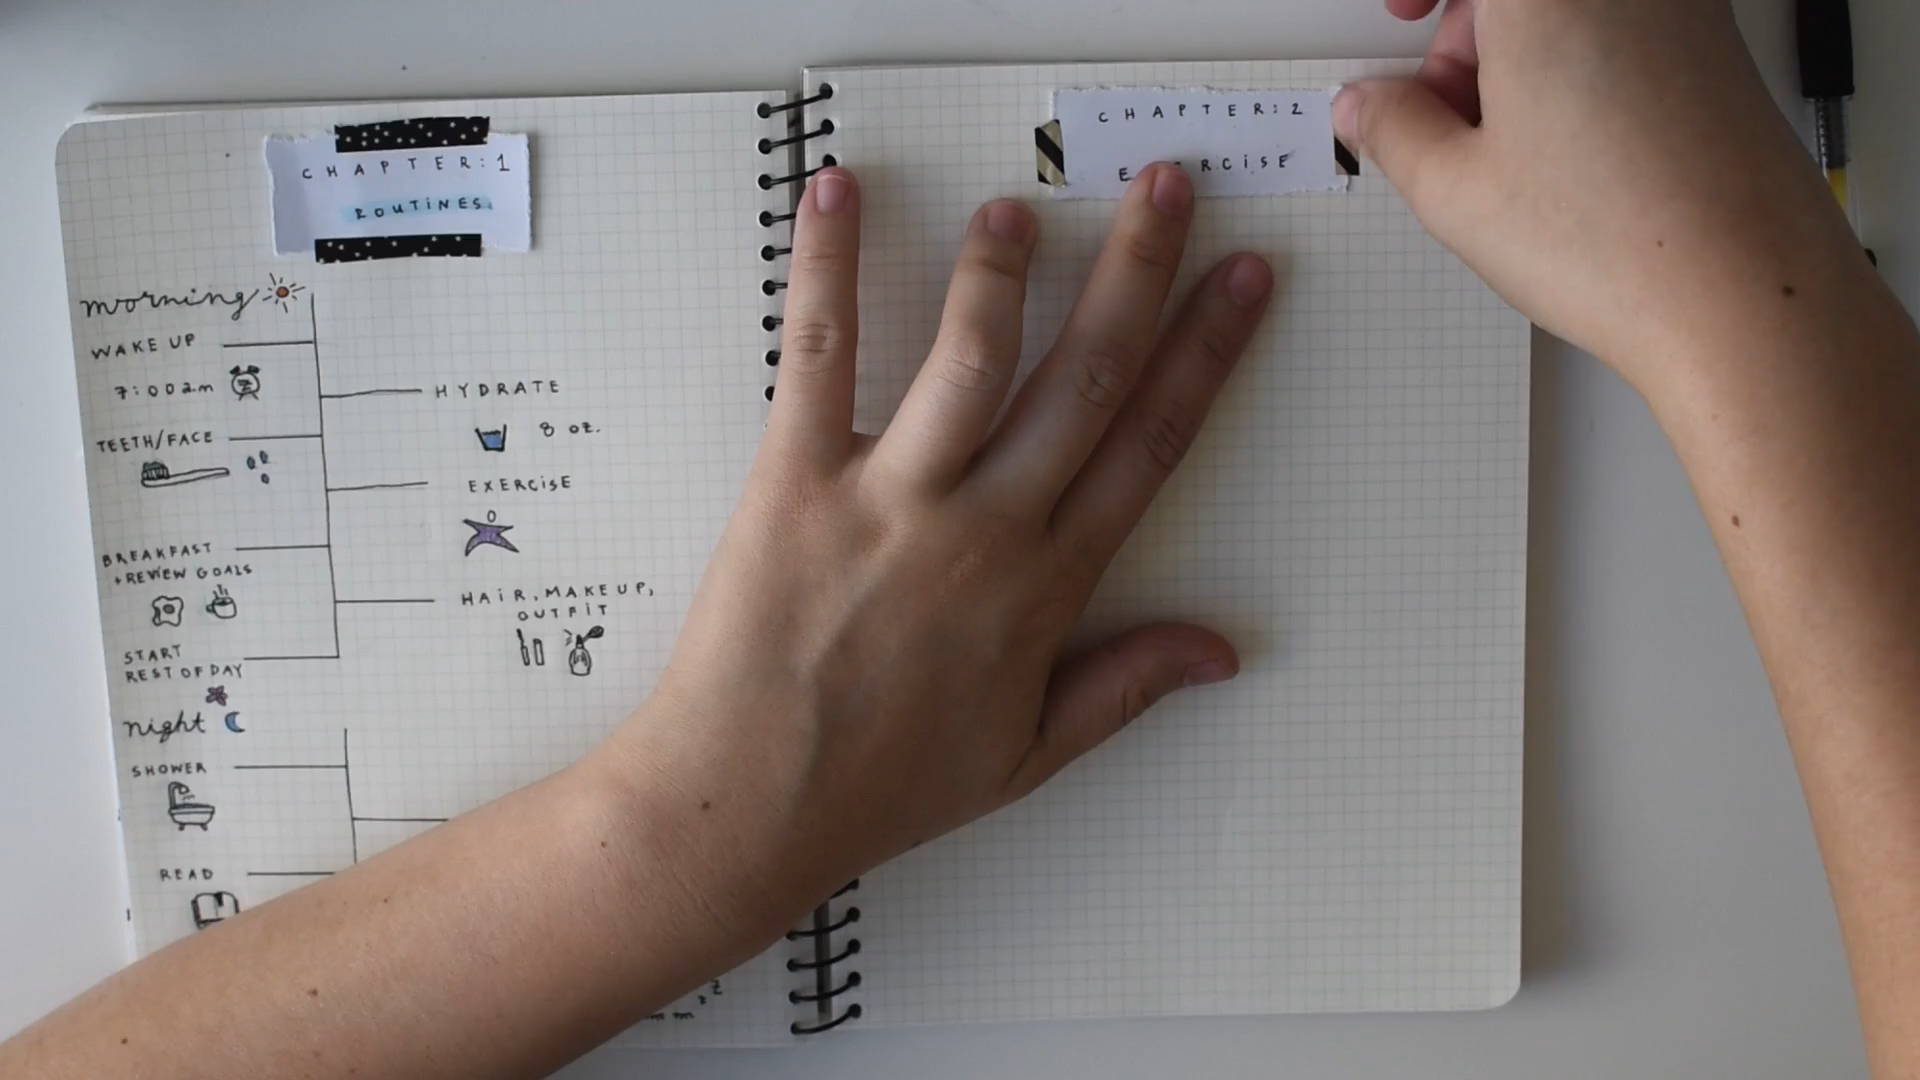 CHAPTER:1
ROUTINES
morning
WAKE UP
7:00am
TEETH/FACE
BREAKFAST
+REVIEW GOALS
START
REST OF DAY
HYDRATE
8 oz.
EXERCiSE
HAiR, MAKEUP,
OUTFiT
night
SHOWER
READ
CHAPTER:2